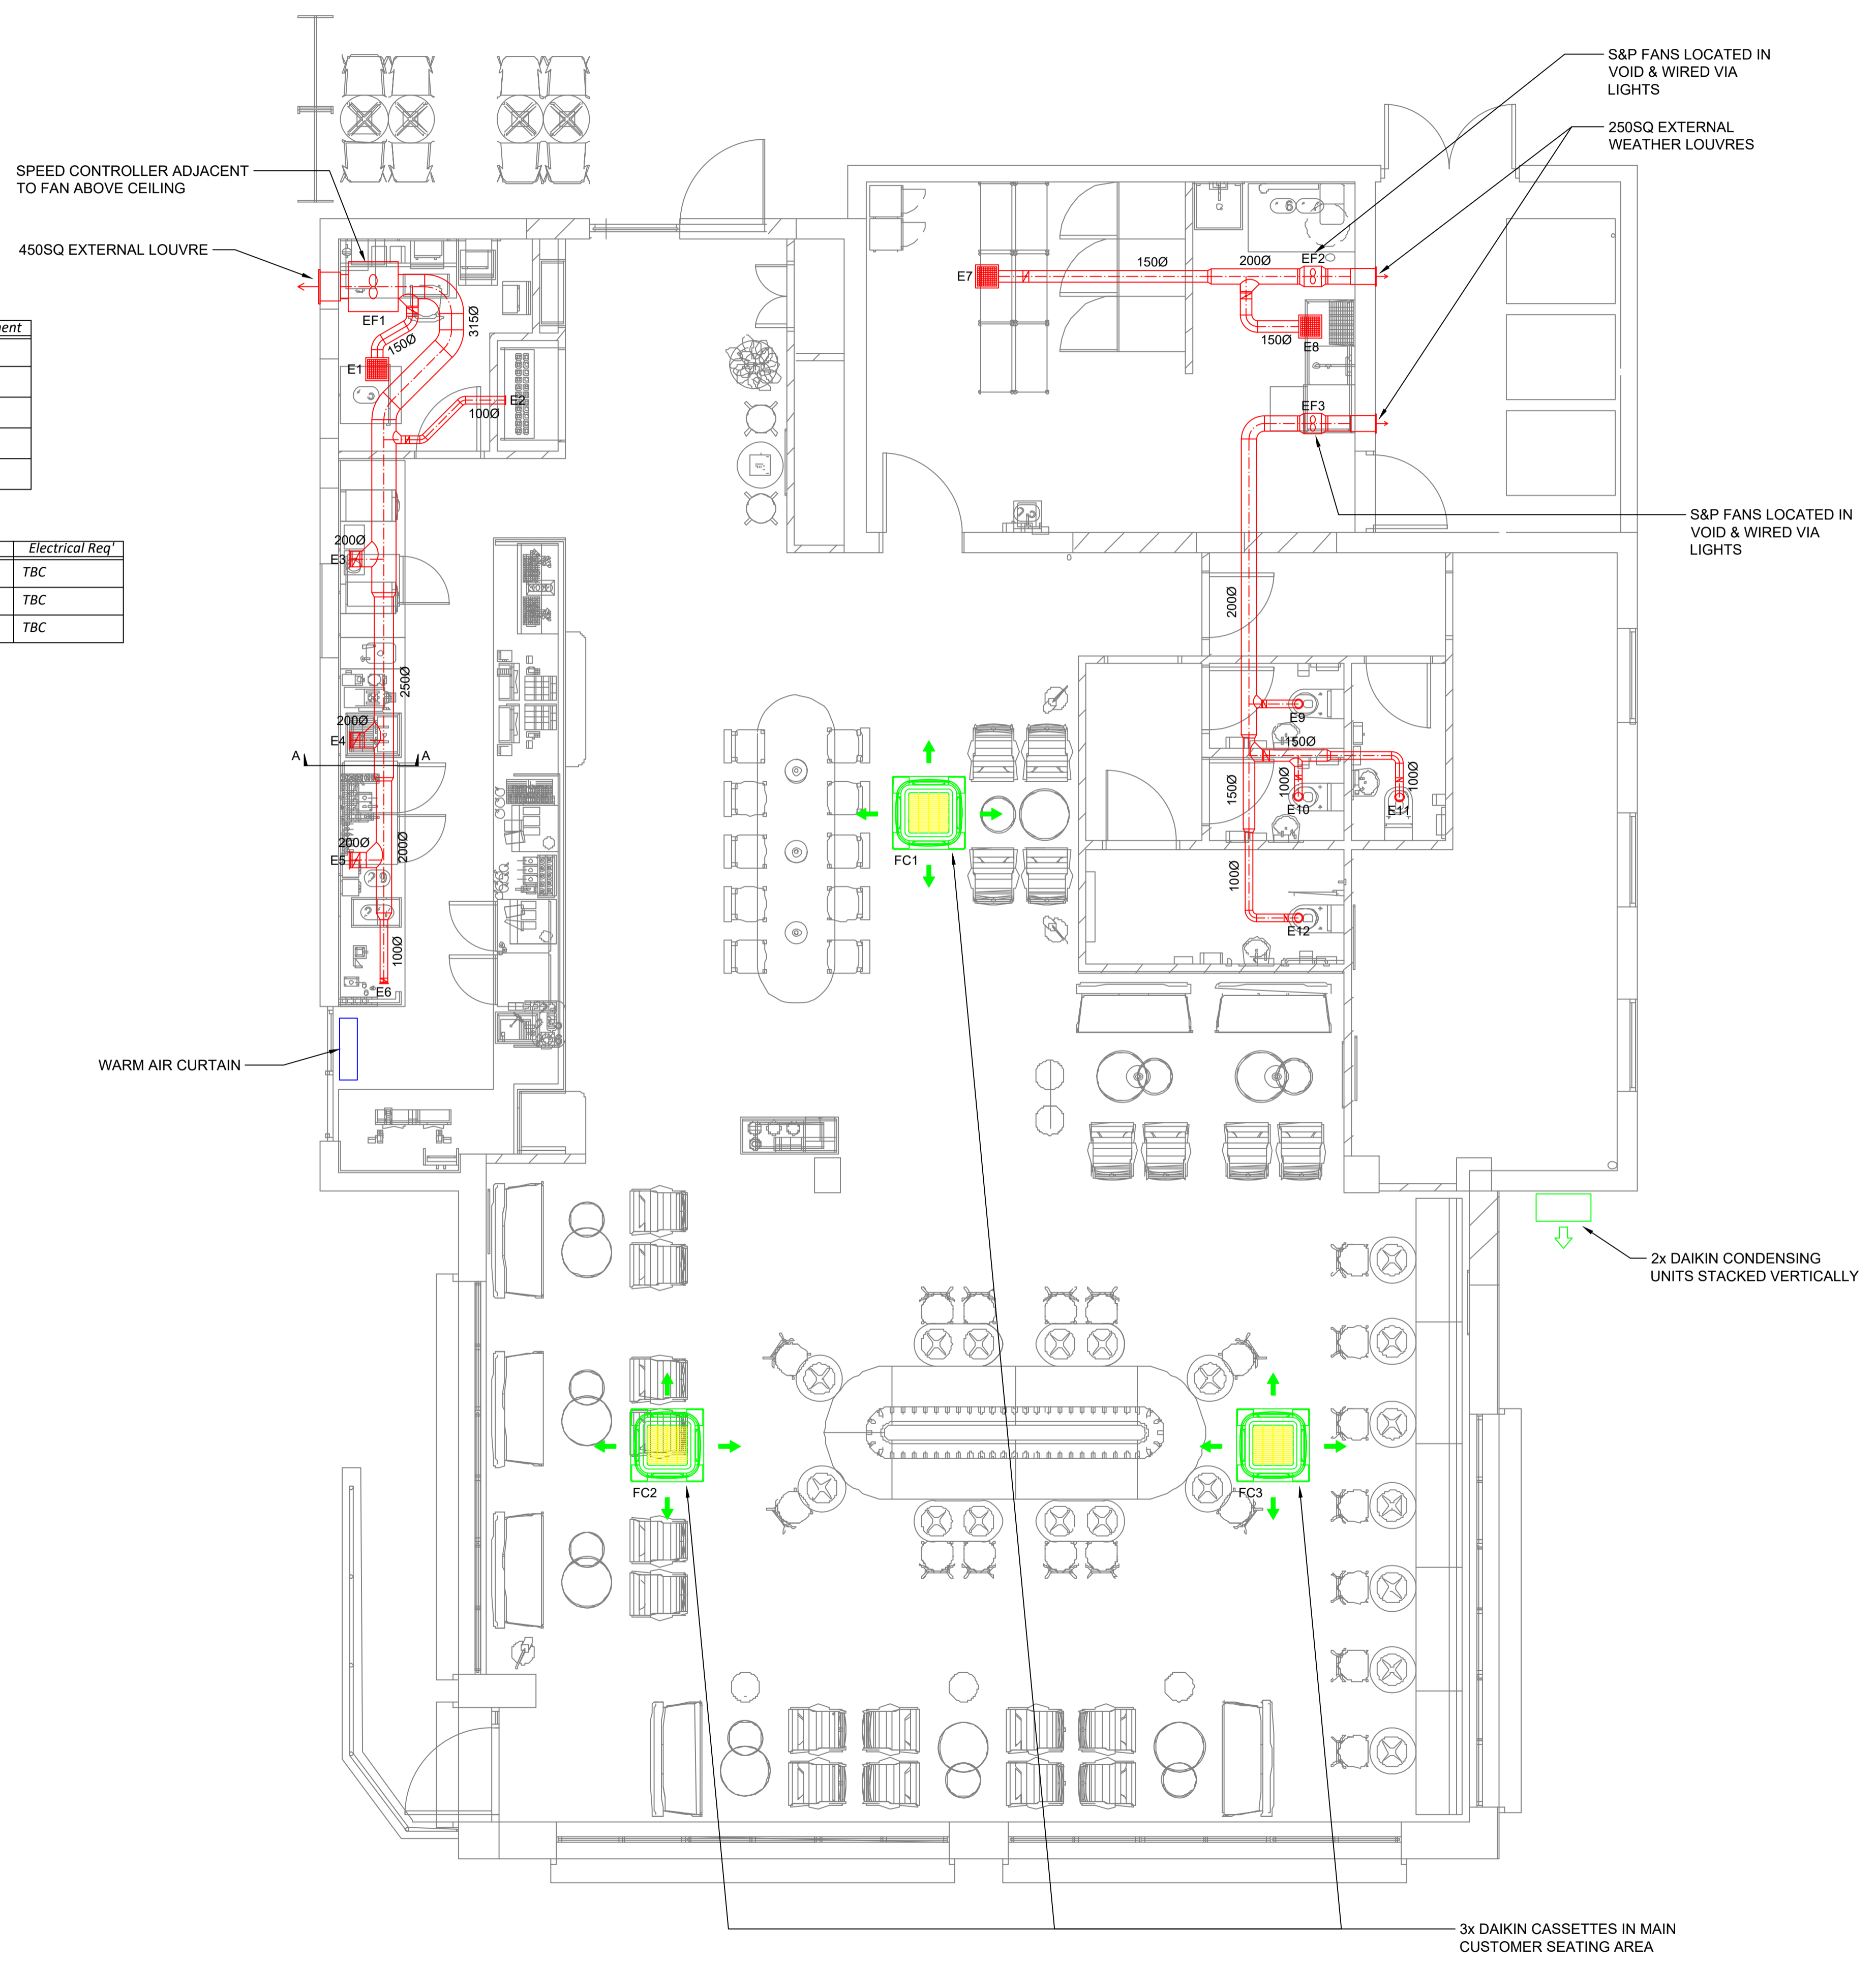 S&P FANS LOCATED IN
VOID & WIRED VIA
LIGHTS
250SQ EXTERNAL
WEATHER LOUVRES
SPEED CONTROLLER ADJACENT
TO FAN ABOVE CEILING
450SQ EXTERNAL LOUVRE
EF1
315Ø
150Ø
E1
E2
100Ø
E7
150Ø
200Ø
EF2
150Ø
E8
EF3
S&P FANS LOCATED IN
VOID & WIRED VIA
LIGHTS
Electrical Req'
TBC
TBC
TBC
200Ø
E3
250Ø
200Ø
E4
A
A
200Ø
E5
200Ø
100Ø
E6
200Ø
E9
150Ø
100Ø
E10
100Ø
E11
150Ø
100Ø
E12
FC1
WARM AIR CURTAIN
2x DAIKIN CONDENSING
UNITS STACKED VERTICALLY
FC2
FC3
3x DAIKIN CASSETTES IN MAIN
CUSTOMER SEATING AREA